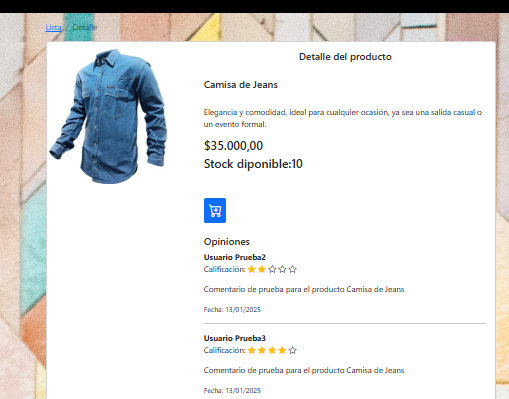 Lista / Detalle
Detalle del producto
Camisa de Jeans
Elegancia y comodidad, ideal para cualquier ocasión, ya sea una salida casual o
un evento formal.
$35.000,00
Stock diponible:10
Opiniones
Usuario Prueba2
Calificación:
Comentario de prueba para el producto Camisa de Jeans
Fecha: 13/01/2025
Usuario Prueba3
Calificación:
Comentario de prueba para el producto Camisa de Jeans
Fecha: 13/01/2025